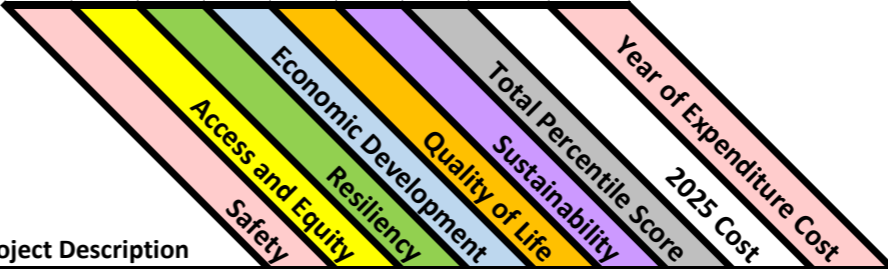 oject Description
Safety
Access and Equity
Resiliency
Economic Development
Quality of Life
Sustainability
Total Percentile Score
2025 Cost
Year of Expenditure Cost